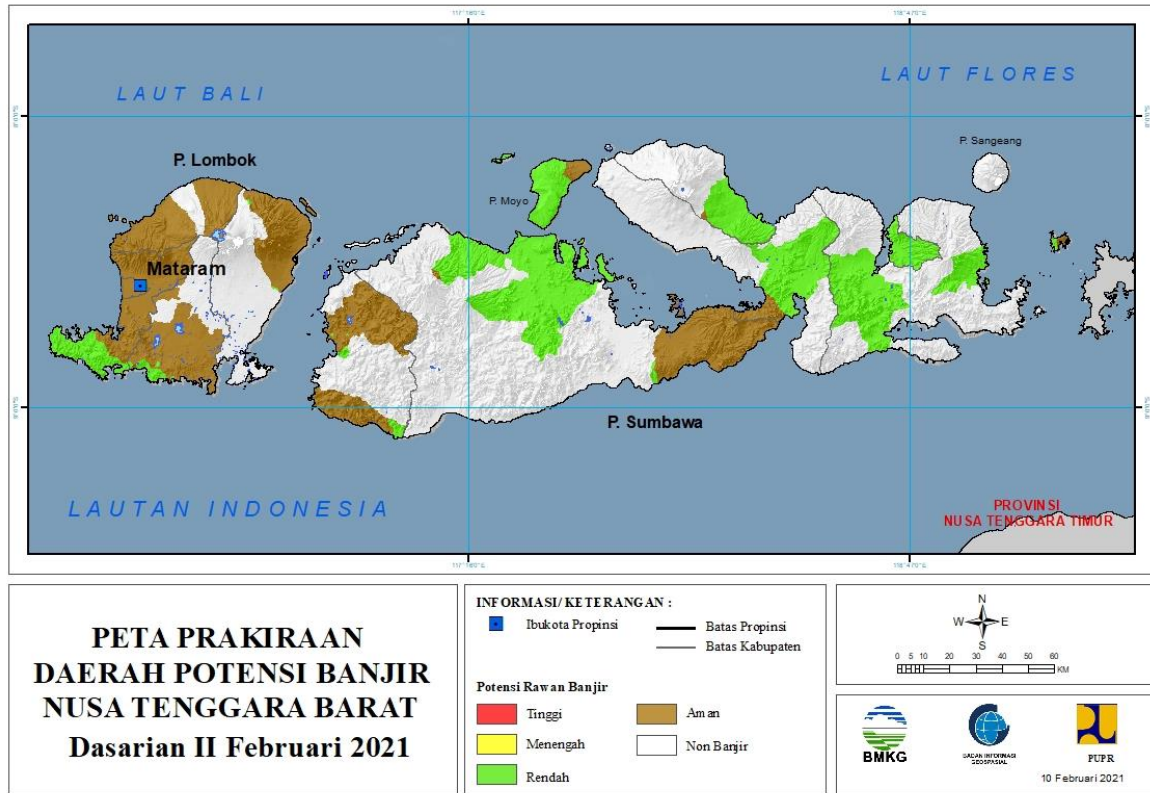 LAUT BALI
LAUT FLORES
P. Lombok
P. Sangeang
P. Moyo
Mataram
P. Sumbawa
LAUTAN INDONESIA
PROVINSI
NUSA TENGGARA TIMUR
PETA PRAKIRAAN
DAERAH POTENSI BANJIR
NUSA TENGGARA BARAT
Dasarian II Februari 2021
INFORMASI/ KETERANGAN :
Ibukota Propinsi
Batas Propinsi
Batas Kabupaten
Potensi Rawan Banjir
Tinggi
Aman
Menengah
Non Banjir
Rendah
N
W E
S
0 5 10 20 30 40 50 60
KM
BMKG
BADAN INFORMASI
GEOSPASIAL
PUPR
10 Februari 2021